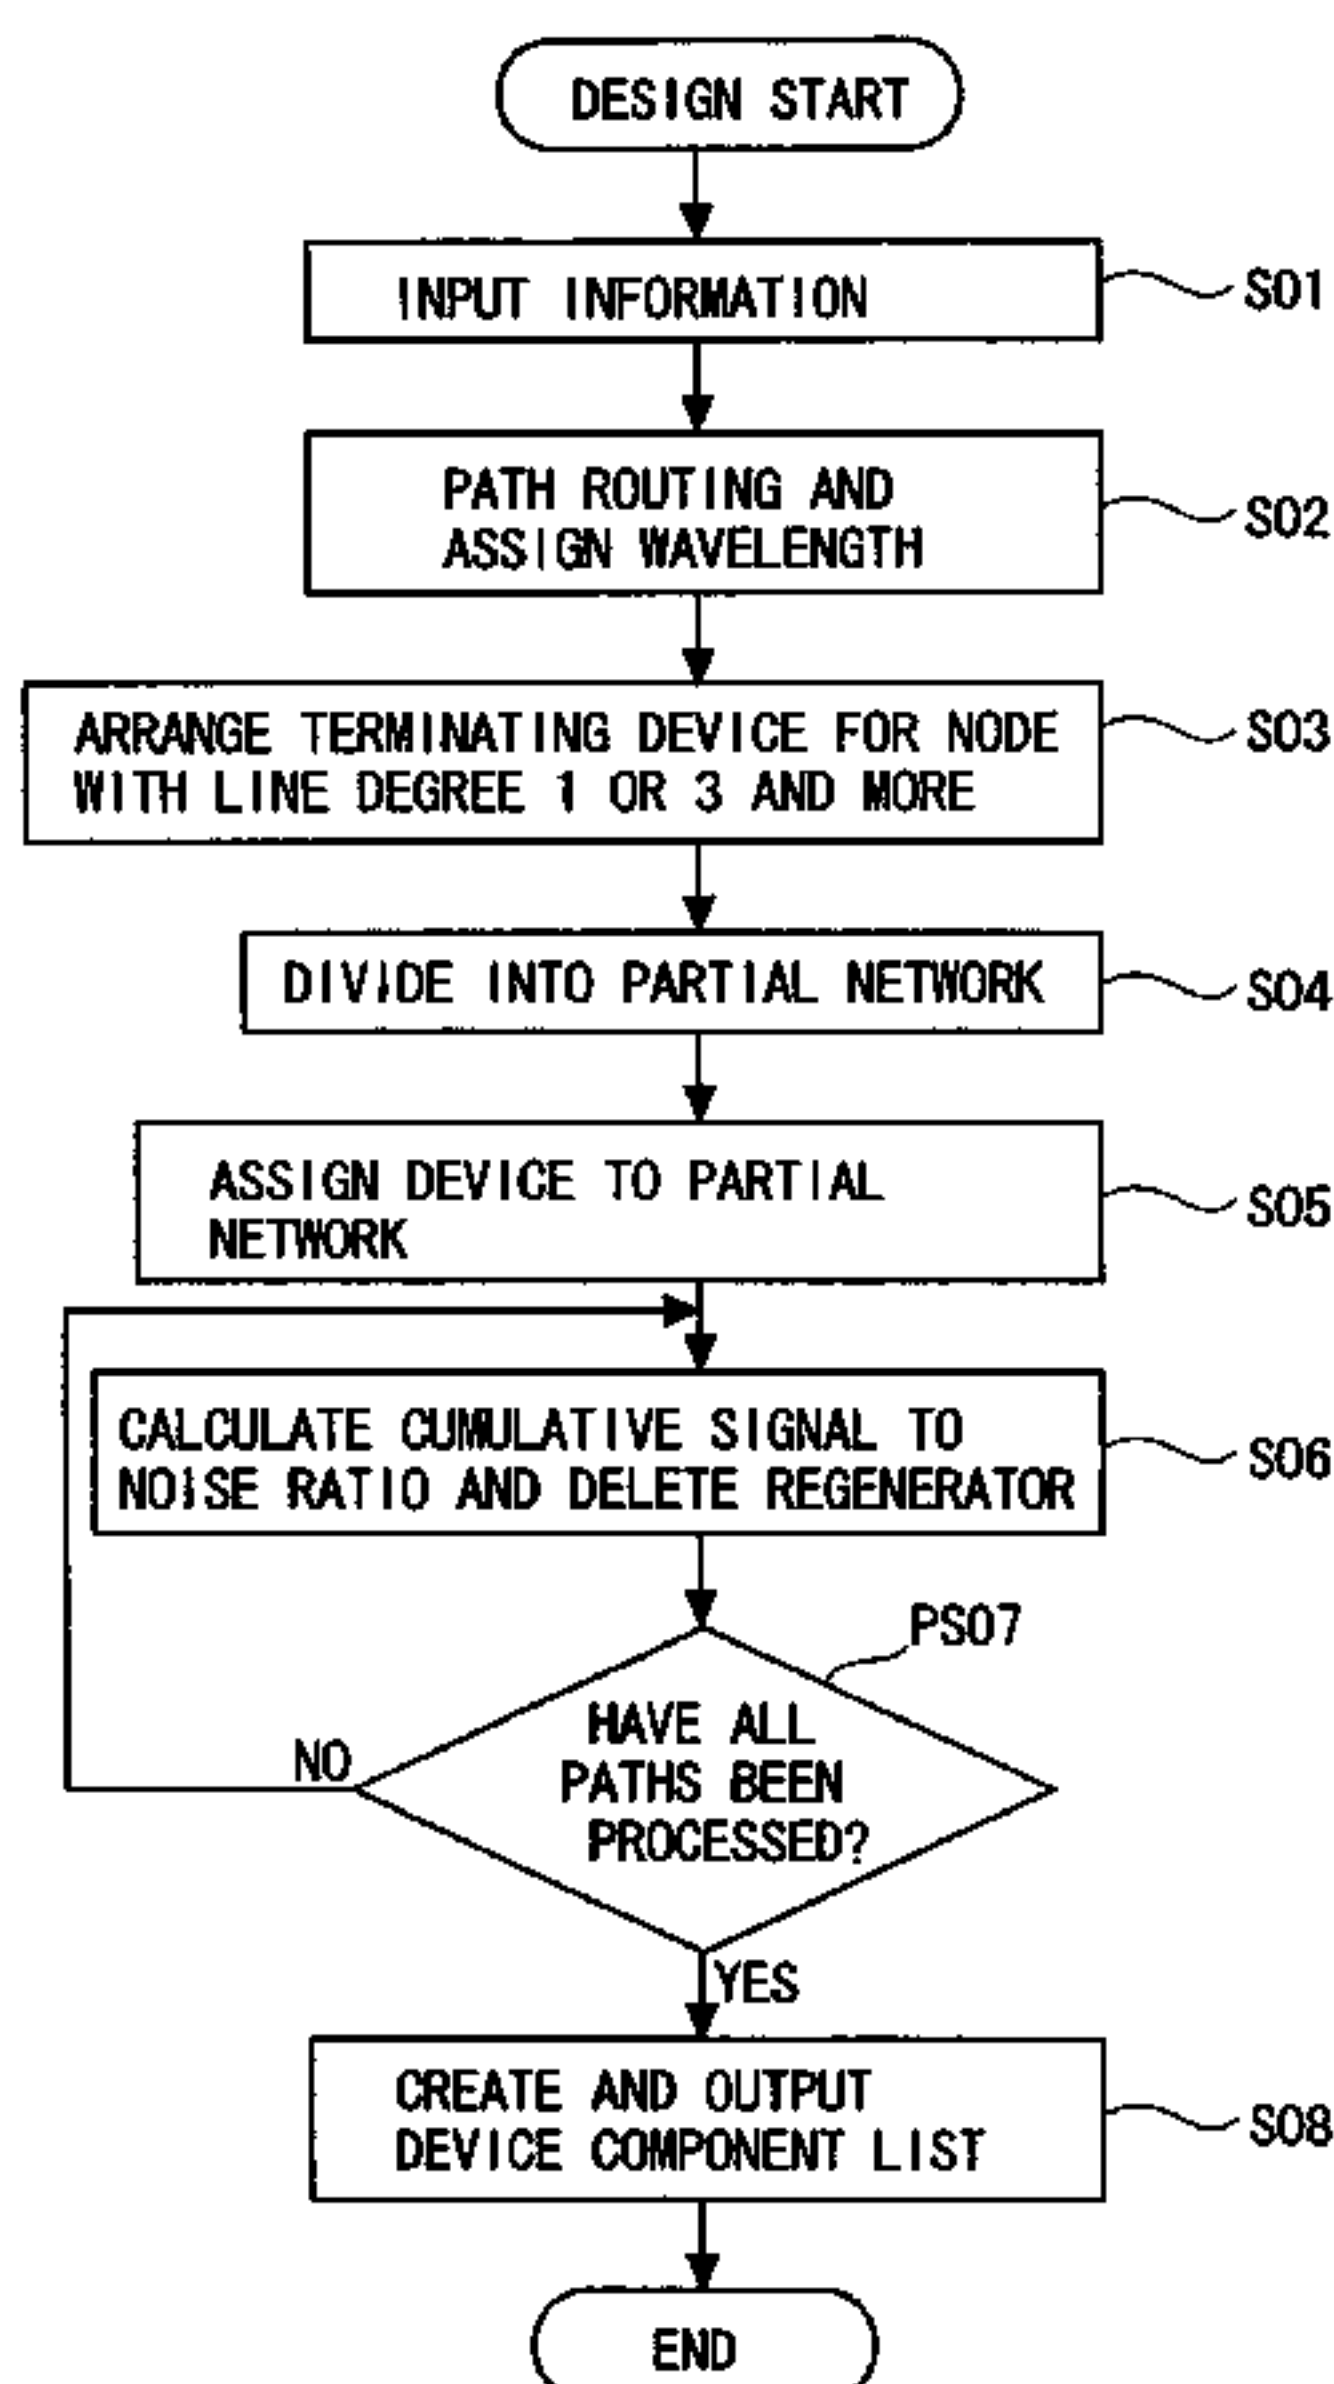 DESIGN START
INPUT INFORMATION
S01
PATH ROUTING AND
ASSIGN WAVELENGTH
S02
ARRANGE TERMINATING DEVICE FOR NODE
WITH LINE DEGREE 1 OR 3 AND MORE
S03
DIVIDE INTO PARTIAL NETWORK
S04
ASSIGN DEVICE TO PARTIAL
NETWORK
S05
CALCULATE CUMULATIVE SIGNAL TO
NOISE RATIO AND DELETE REGENERATOR
S06
PS07
HAVE ALL
PATHS BEEN
PROCESSED?
NO
YES
CREATE AND OUTPUT
DEVICE COMPONENT LIST
S08
END